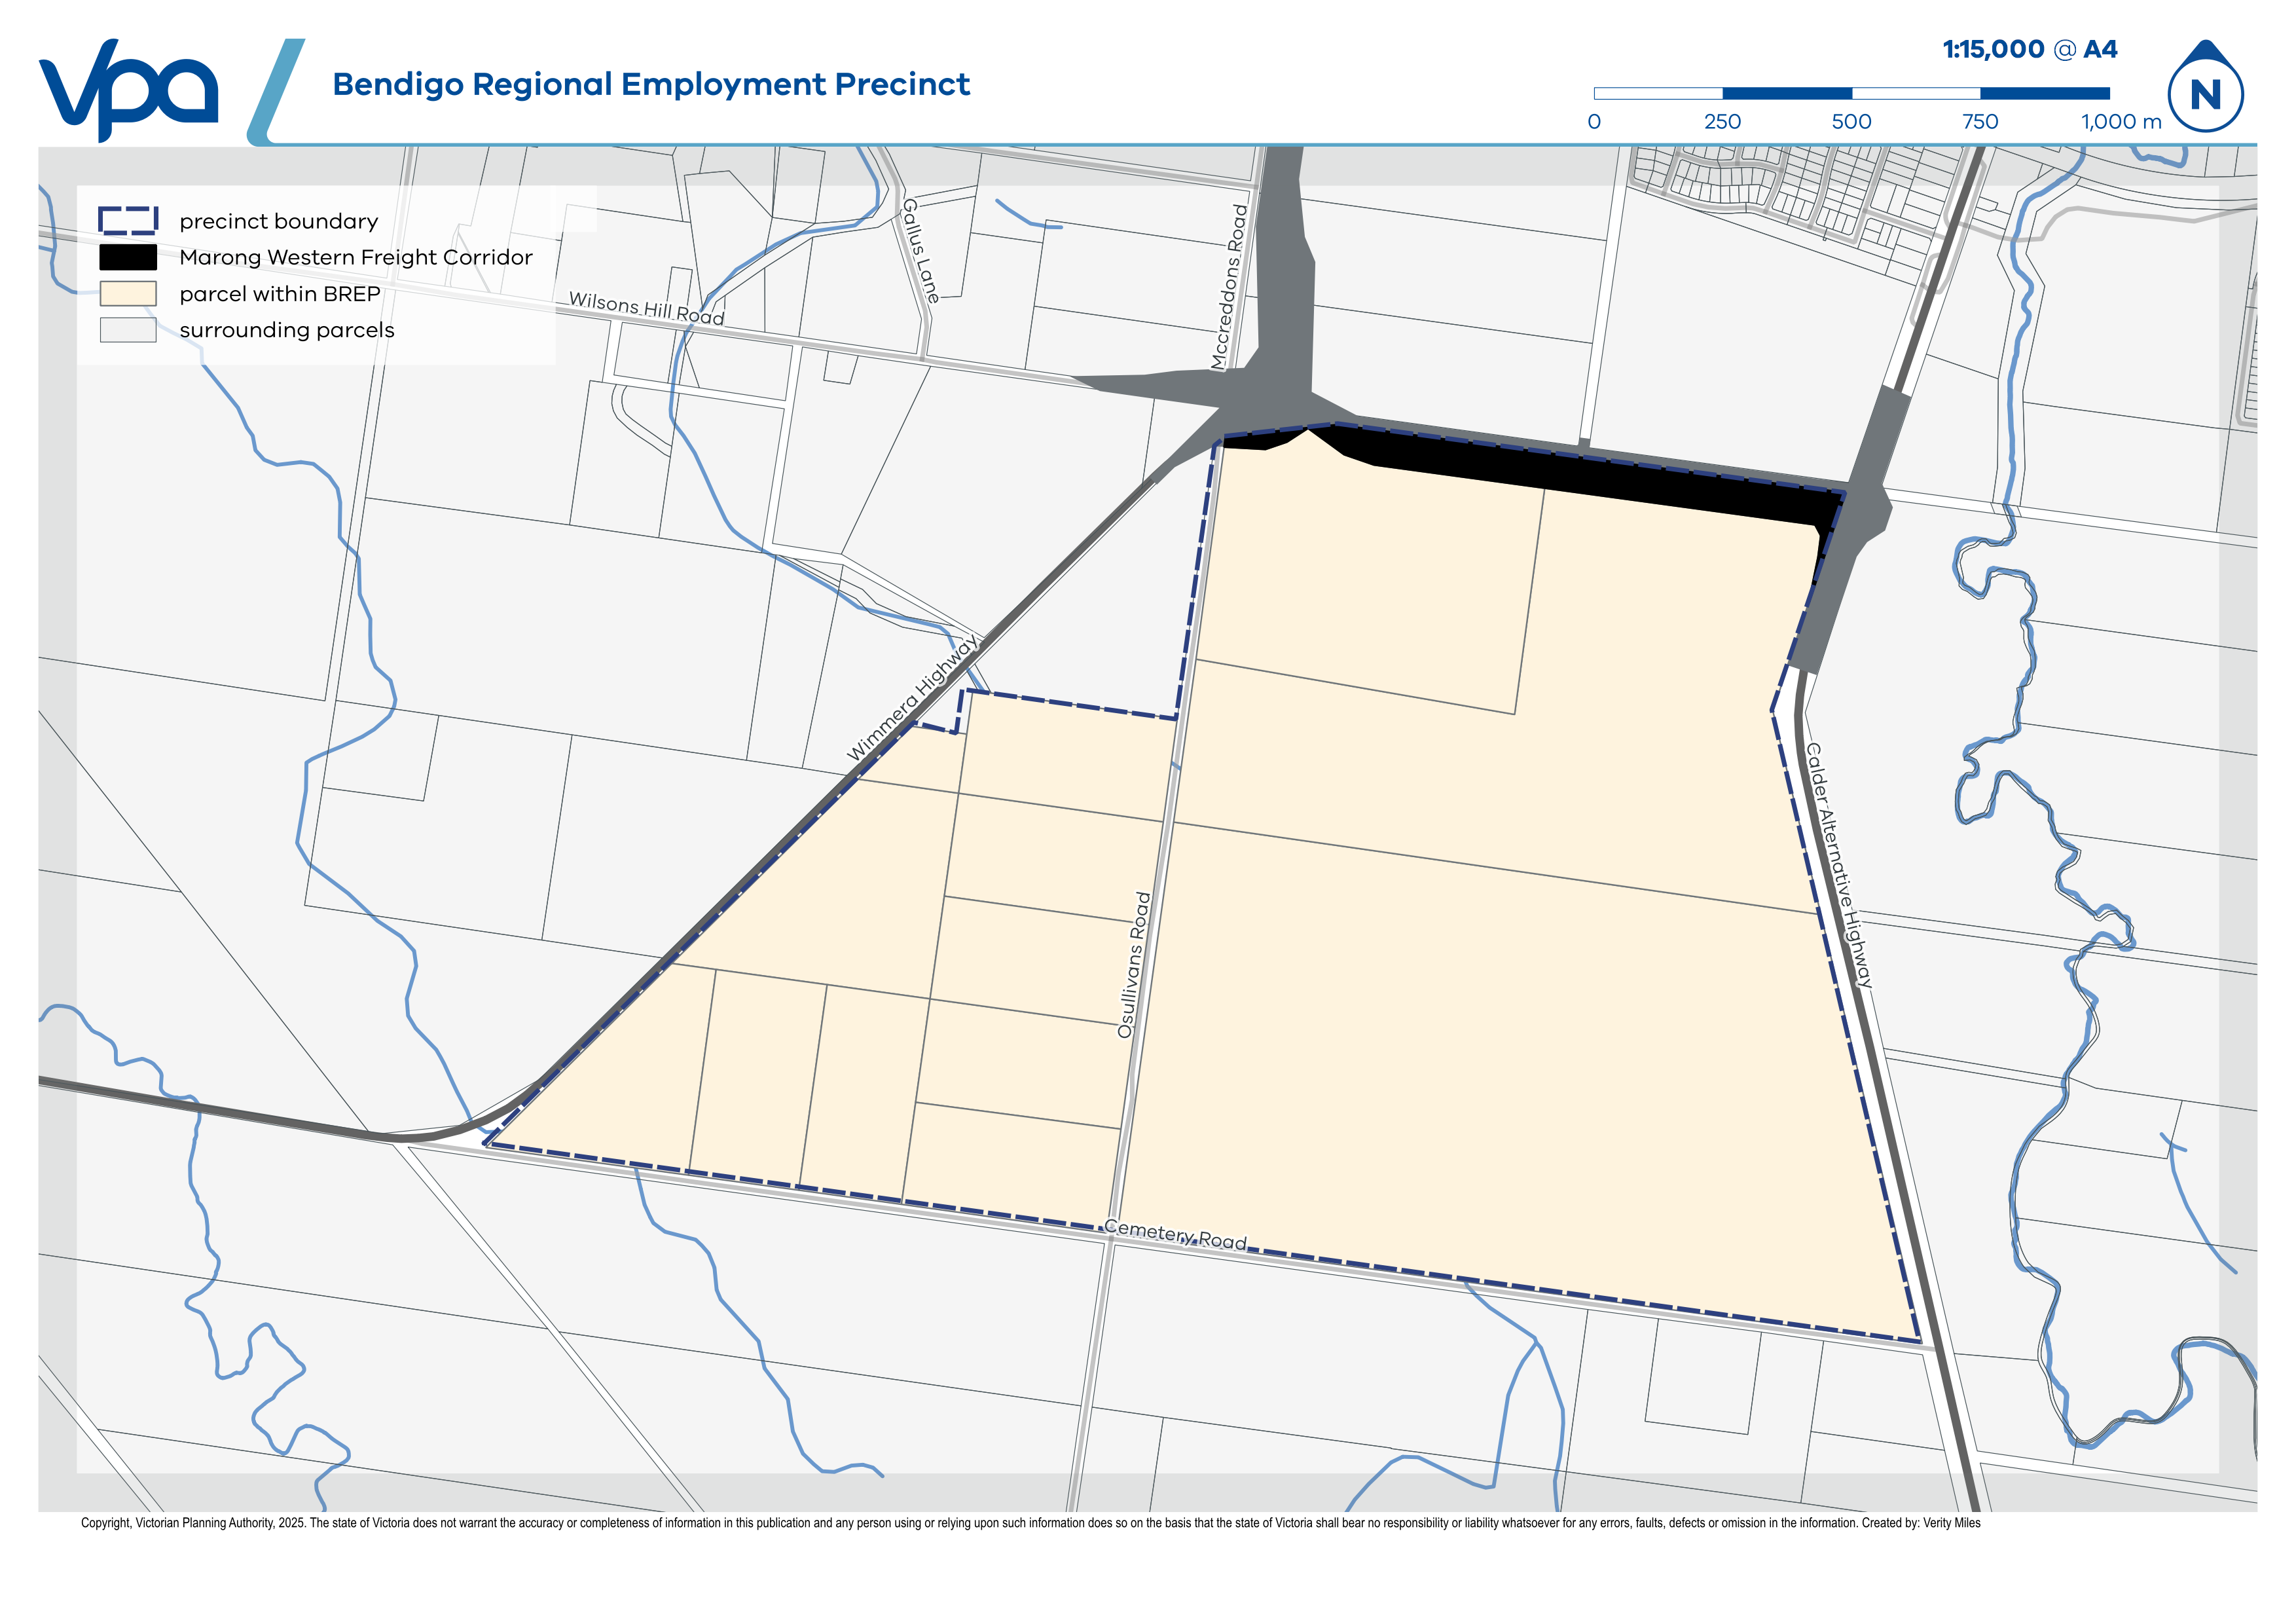 vpa
Bendigo Regional Employment Precinct
1:15,000 @ A4
0 250 500 750 1,000 m
N
precinct boundary
Marong Western Freight Corridor
parcel within BREP
surrounding parcels
Gallus Lane
Mccreddons Road
Wilsons Hill Road
Wimmera Highway
Calder Alternative Highway
Osullivans Road
Cemetery Road
Copyright, Victorian Planning Authority, 2025. The state of Victoria does not warrant the accuracy or completeness of information in this publication and any person using or relying upon such information does so on the basis that the state of Victoria shall bear no responsibility or liability whatsoever for any errors, faults, defects or omission in the information. Created by: Verity Miles